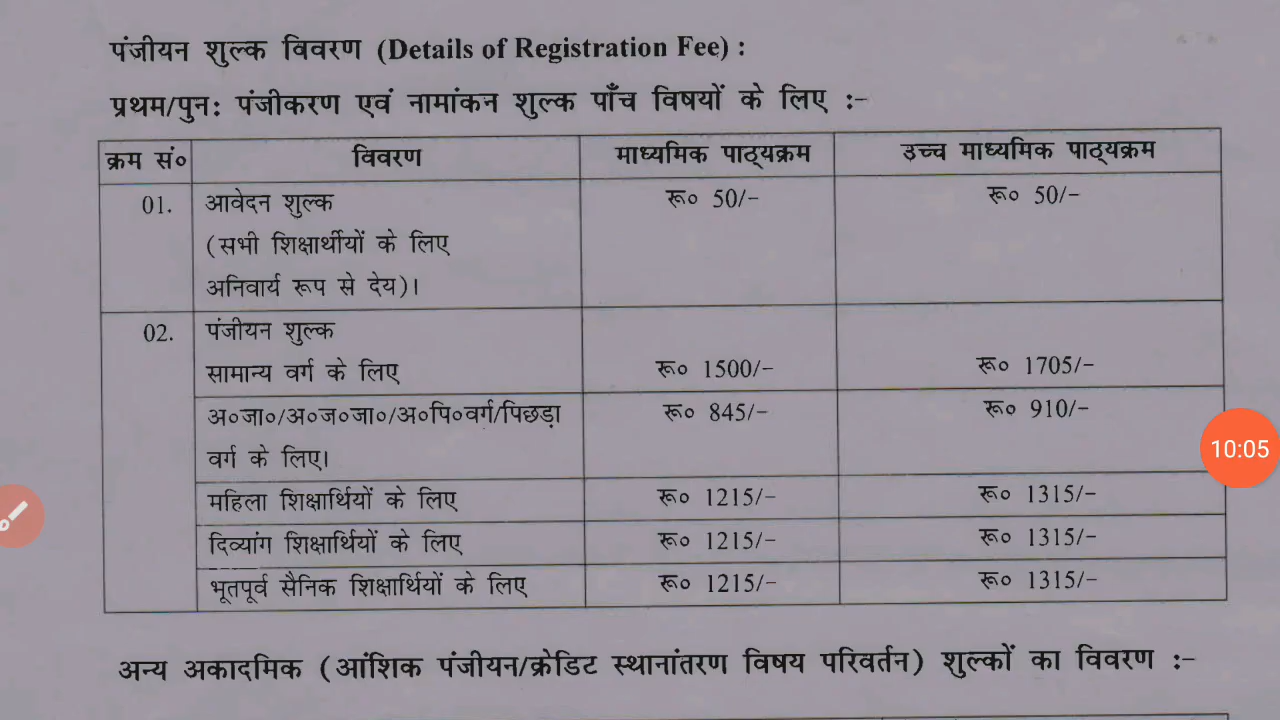 पंजीयन शुल्क विवरण (Details of Registration Fee) :
प्रथम/पुन: पंजीकरण एवं नामांकन शुल्क पाँच विषयों के लिए :-
क्रम सं० विवरण माध्यमिक पाठ्यक्रम उच्च माध्यमिक पाठ्यक्रम
01. आवेदन शुल्क रू० 50/- रू० 50/-
(सभी शिक्षार्थीयों के लिए
अनिवार्य रूप से देय)।
02. पंजीयन शुल्क
सामान्य वर्ग के लिए रू० 1500/- रू० 1705/-
अ०जा०/अ०ज०जा०/अ०पि०वर्ग/पिछड़ा रू० 845/- रू० 910/-
वर्ग के लिए।
10:05
महिला शिक्षार्थियों के लिए रू० 1215/- रू० 1315/-
दिव्यांग शिक्षार्थियों के लिए रू० 1215/- रू० 1315/-
भूतपूर्व सैनिक शिक्षार्थियों के लिए रू० 1215/- रू० 1315/-
अन्य अकादमिक (आंशिक पंजीयन/क्रेडिट स्थानांतरण विषय परिवर्तन) शुल्कों का विवरण :-